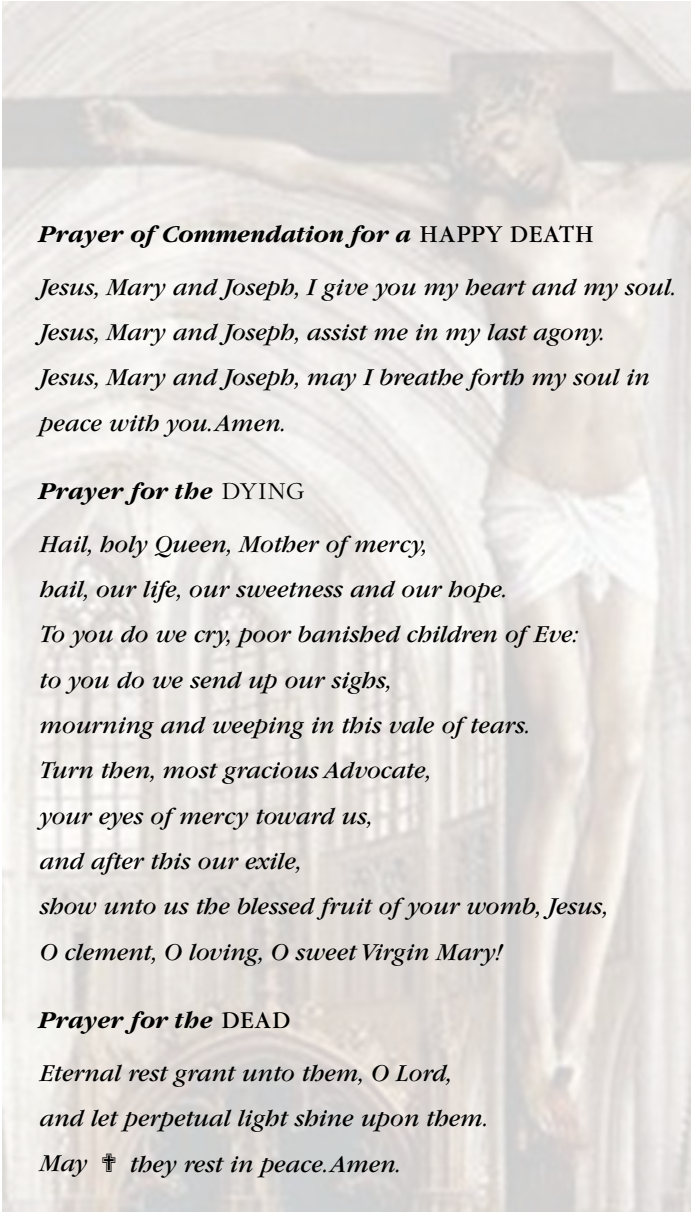 Prayer of Commendation for a HAPPY DEATH
Jesus, Mary and Joseph, I give you my heart and my soul.
Jesus, Mary and Joseph, assist me in my last agony.
Jesus, Mary and Joseph, may I breathe forth my soul in
peace with you. Amen.
Prayer for the DYING
Hail, holy Queen, Mother of mercy,
hail, our life, our sweetness and our hope.
To you do we cry, poor banished children of Eve:
to you do we send up our sighs,
mourning and weeping in this vale of tears.
Turn then, most gracious Advocate,
your eyes of mercy toward us,
and after this our exile,
show unto us the blessed fruit of your womb, Jesus,
O clement, O loving, O sweet Virgin Mary!
Prayer for the DEAD
Eternal rest grant unto them, O Lord,
and let perpetual light shine upon them.
May ✟ they rest in peace. Amen.